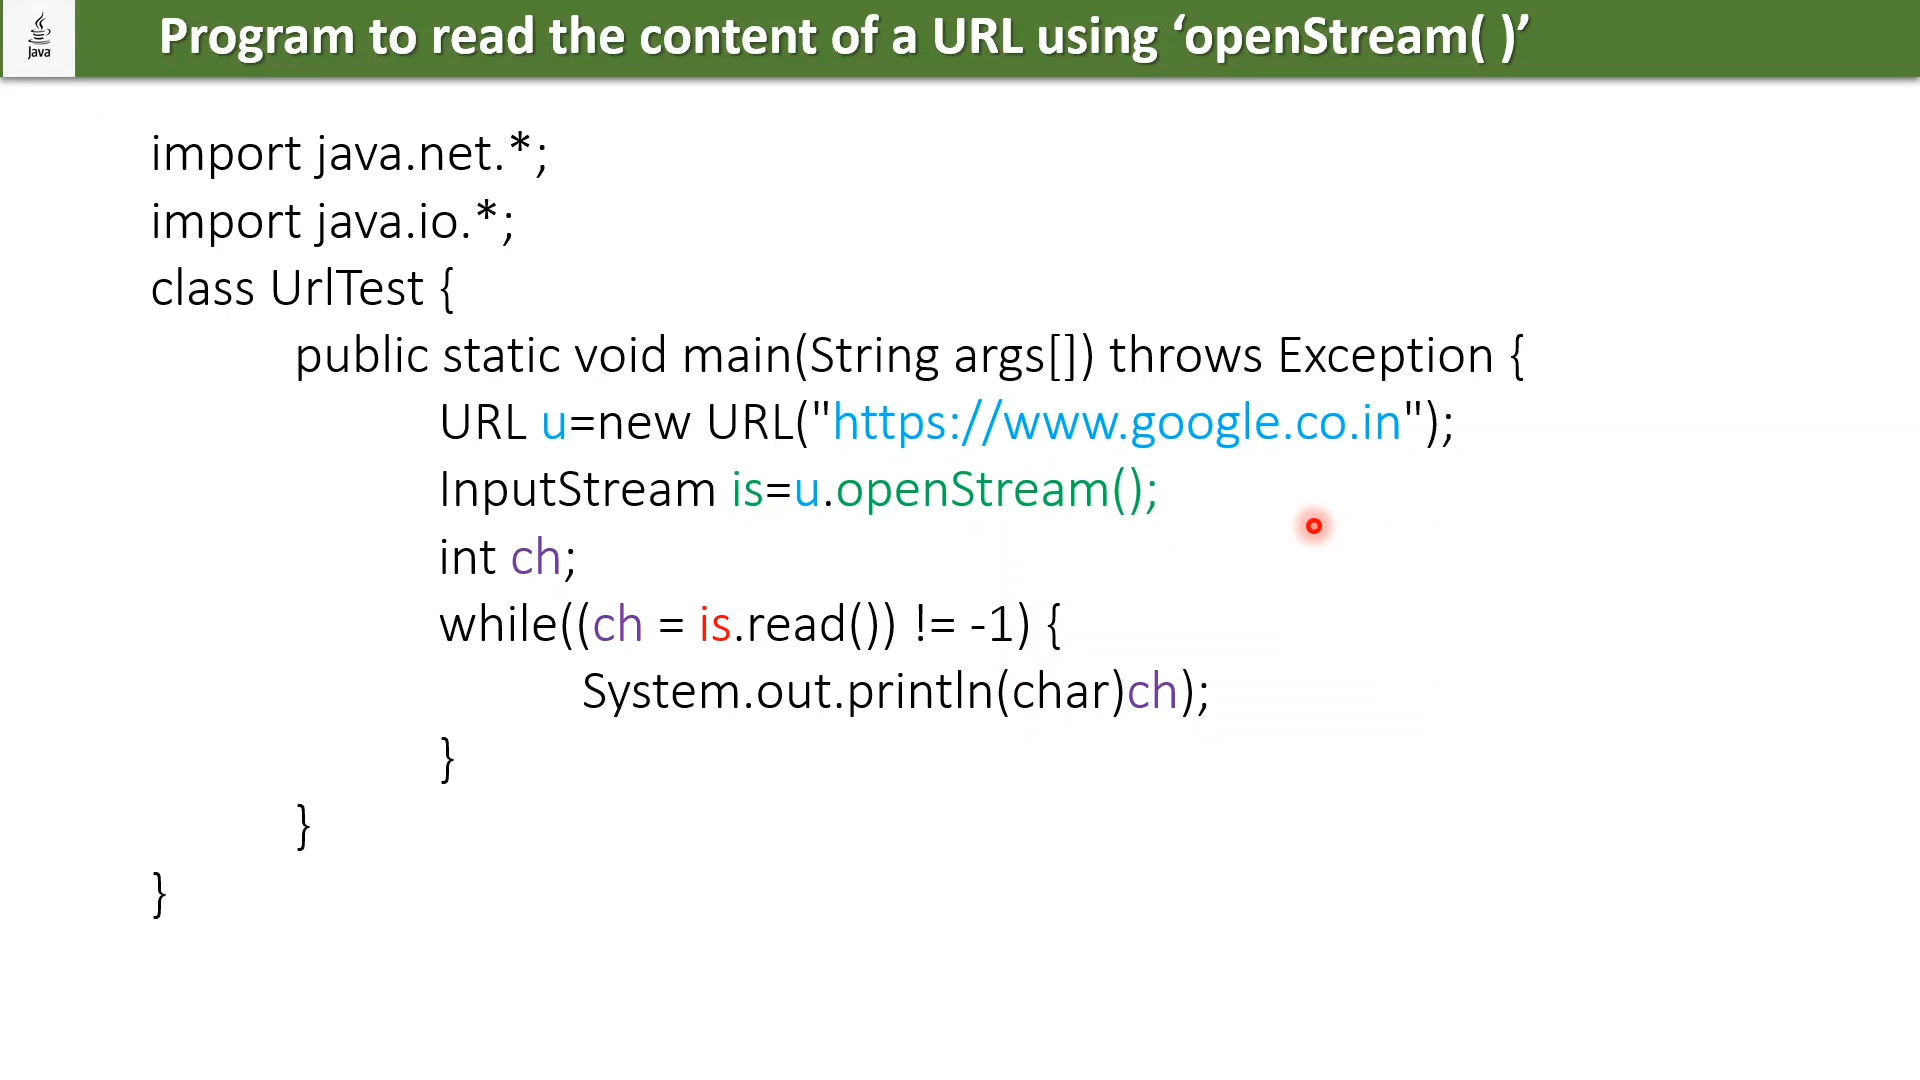 Java
Program to read the content of a URL using ‘openStream( )’
import java.net.*;
import java.io.*;
class UrlTest {
public static void main(String args[]) throws Exception {
URL u=new URL("https://www.google.co.in");
InputStream is=u.openStream();
int ch;
while((ch = is.read()) != -1) {
System.out.println(char)ch);
}
}
}